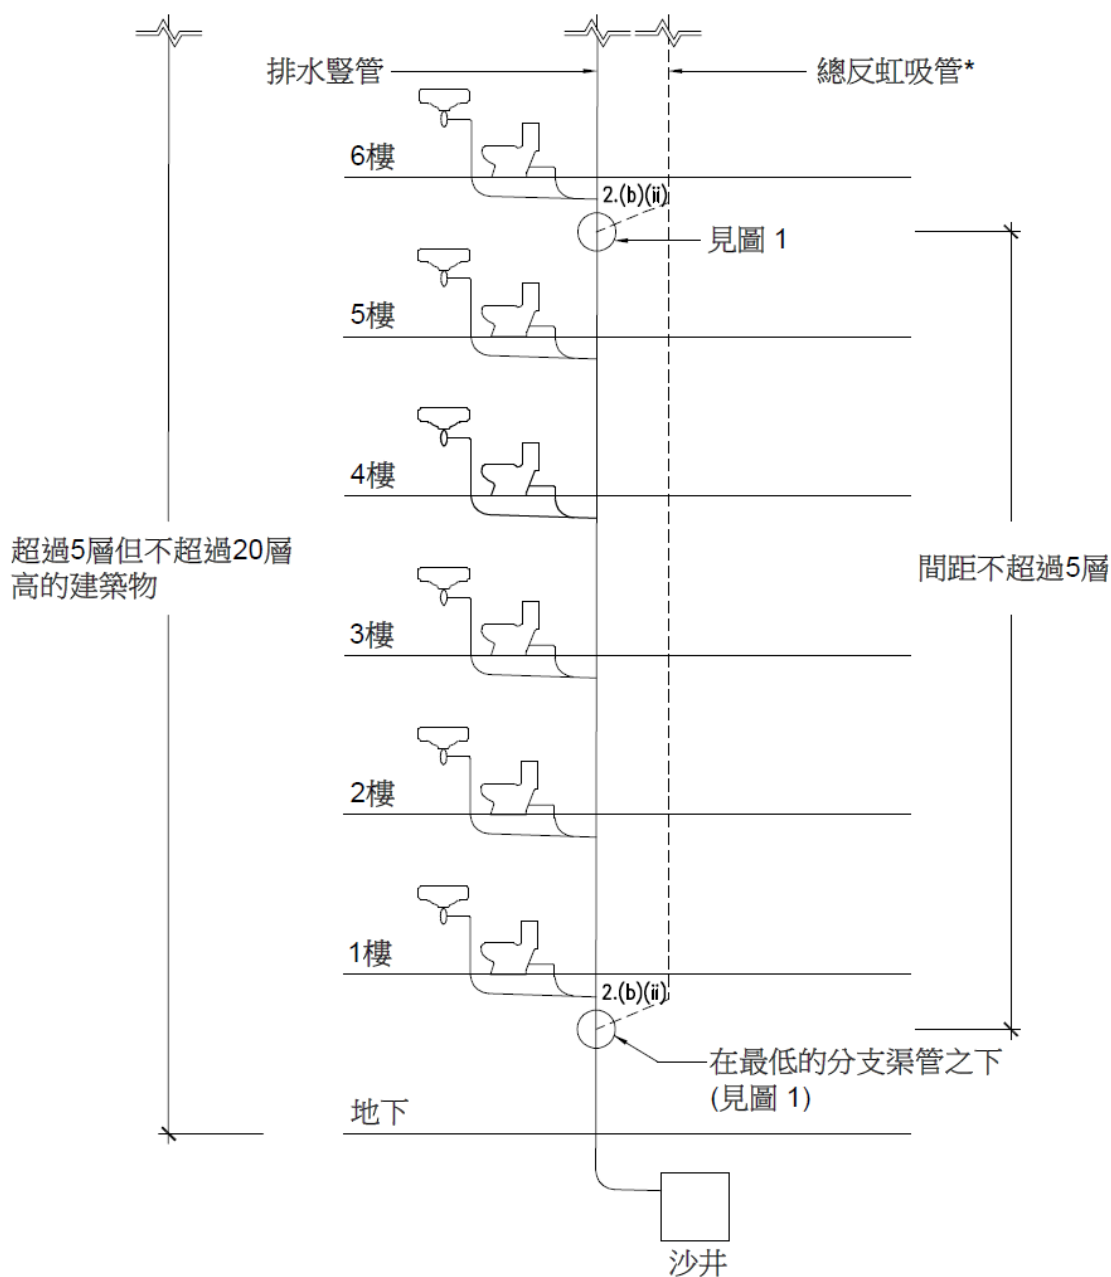 排水豎管
總反虹吸管*
6樓
2.(b)(ii)
見圖 1
5樓
4樓
超過5層但不超過20層
高的建築物
間距不超過5層
3樓
2樓
1樓
2.(b)(ii)
在最低的分支渠管之下
(見圖 1)
地下
沙井